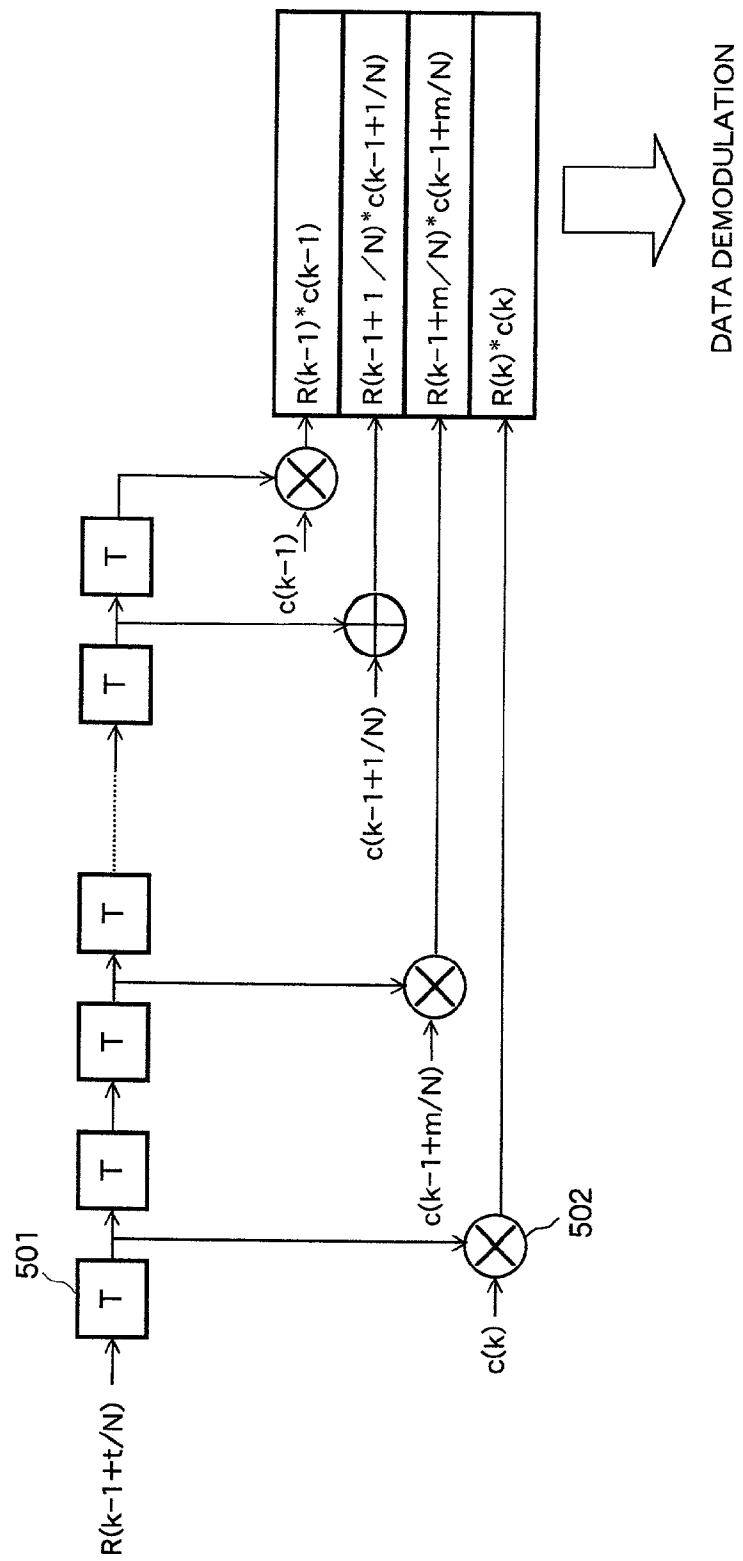 R(k-1+t/N)
501
T
T
T
T
T
T
c(k-1)
R(k-1)*c(k-1)
c(k-1+1/N)
R(k-1+1/N)*c(k-1+1/N)
c(k-1+m/N)
R(k-1+m/N)*c(k-1+m/N)
c(k)
502
R(k)*c(k)
DATA DEMODULATION